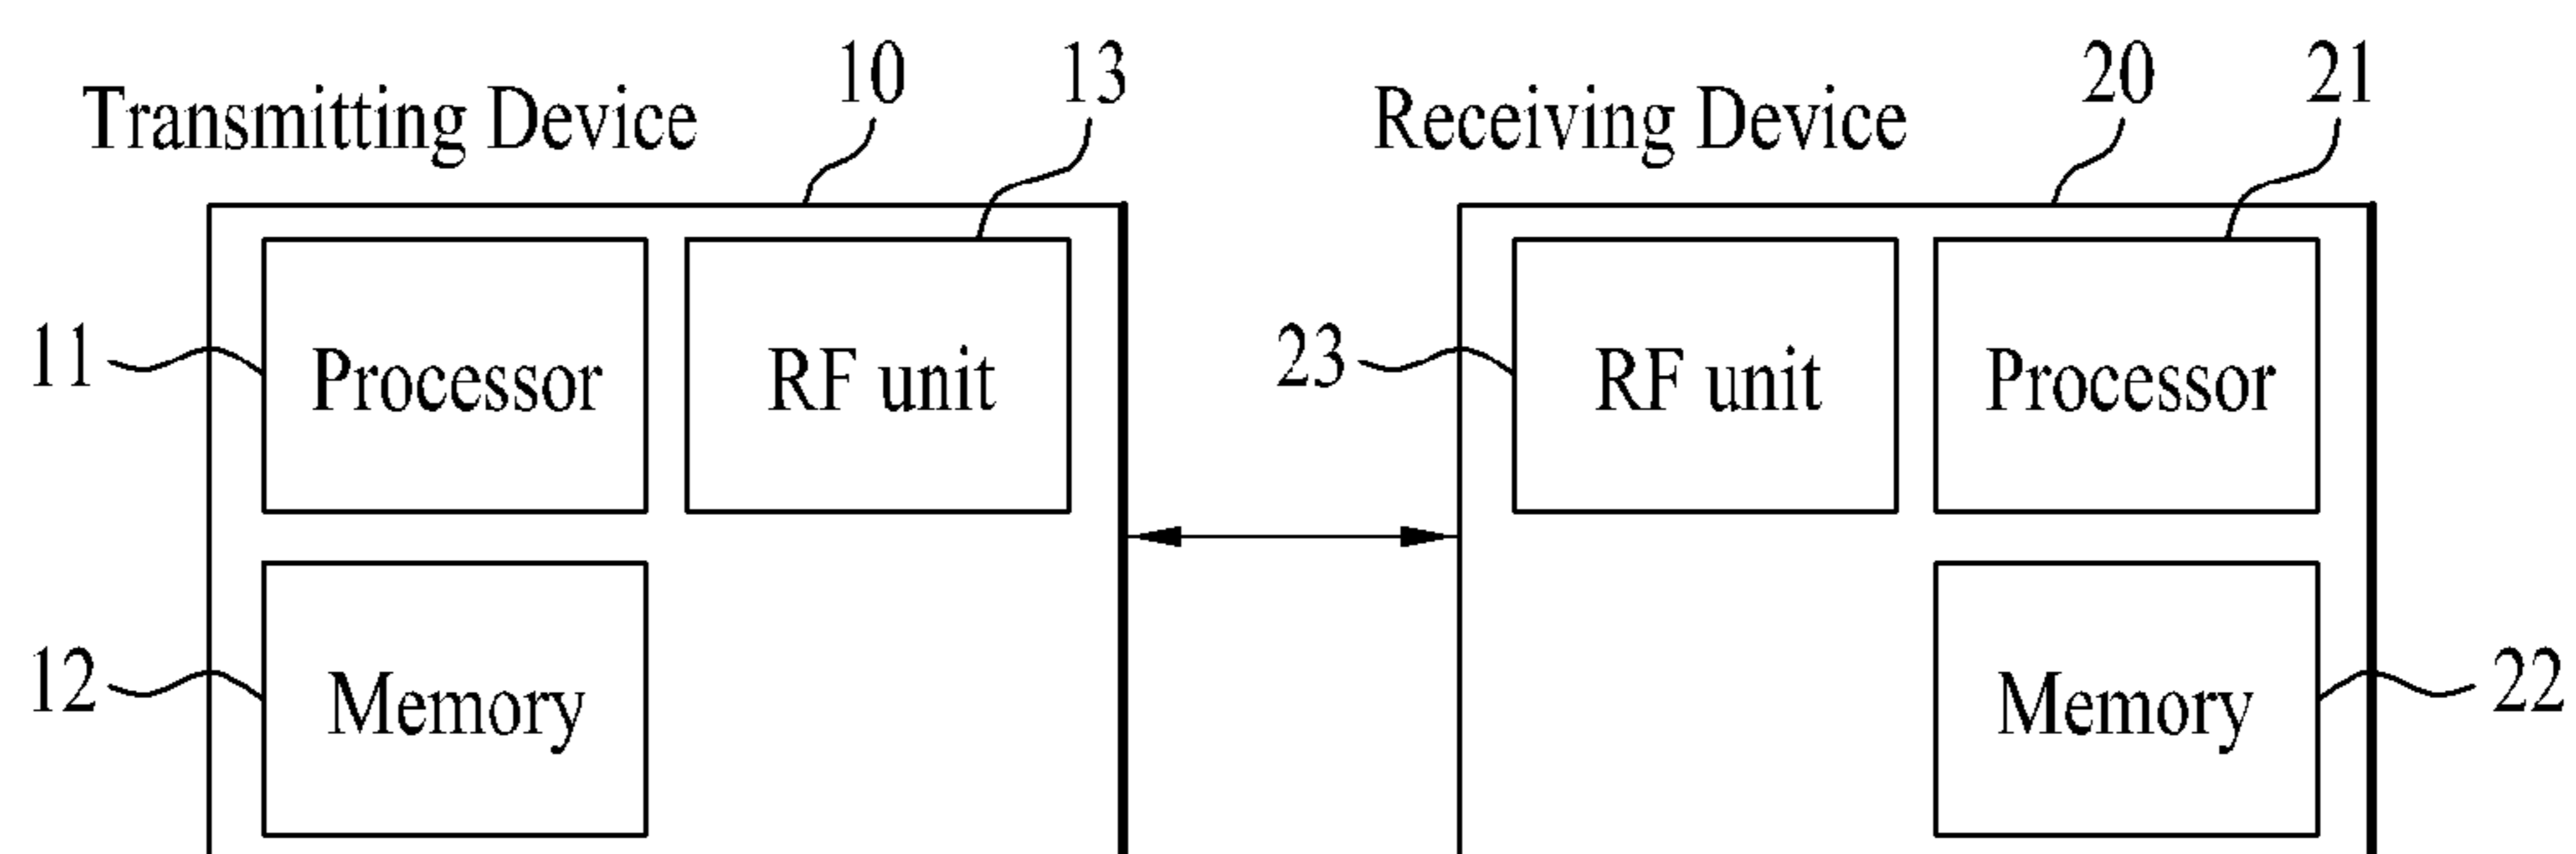 10 13 20 21
Transmitting Device Receiving Device
11 Processor RF unit 23 RF unit Processor
12 Memory Memory 22